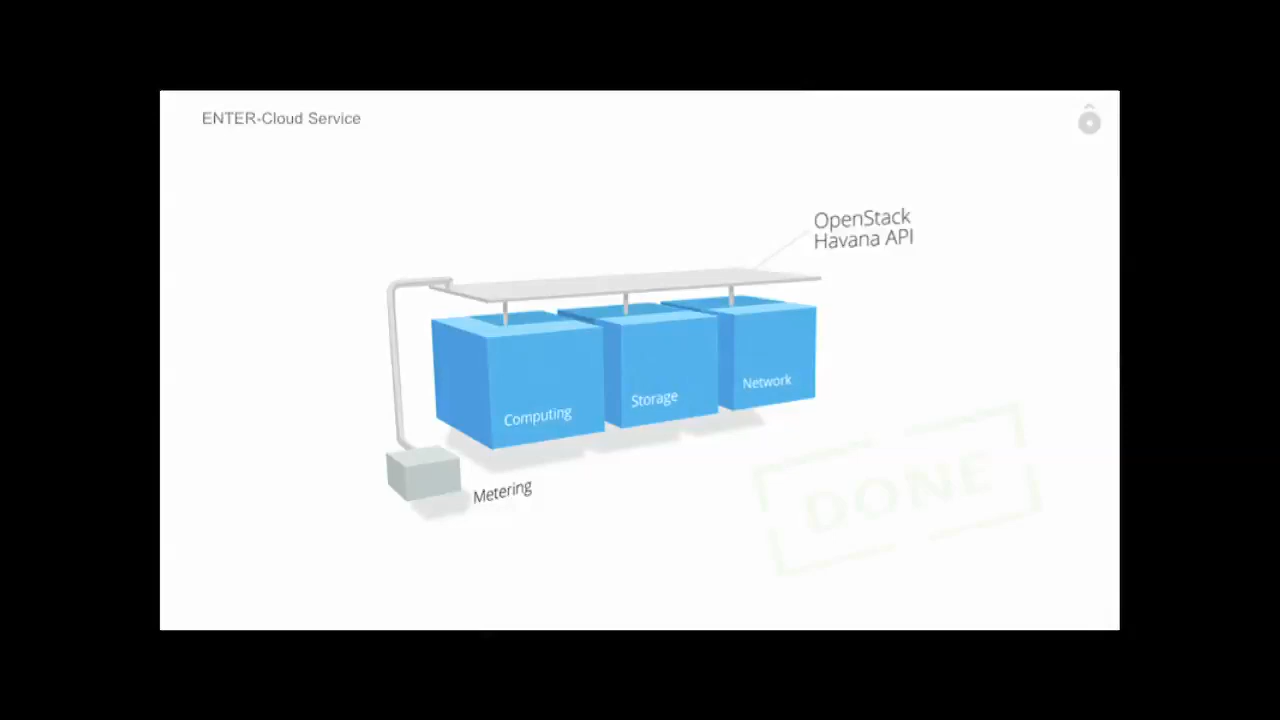 ENTER-Cloud Service
OpenStack
Havana API
Computing
Storage
Network
Metering
DONE